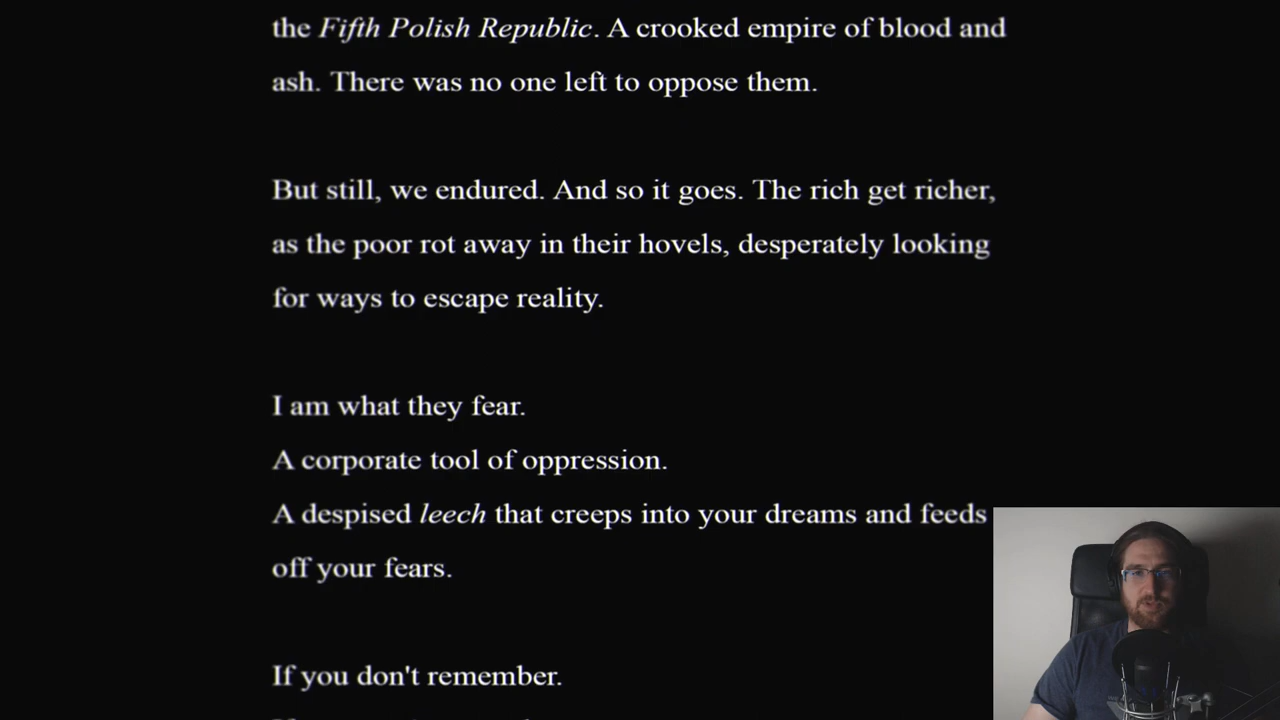 the Fifth Polish Republic. A crooked empire of blood and
ash. There was no one left to oppose them.
But still, we endured. And so it goes. The rich get richer,
as the poor rot away in their hovels, desperately looking
for ways to escape reality.
I am what they fear.
A corporate tool of oppression.
A despised leech that creeps into your dreams and feeds
off your fears.
If you don't remember.